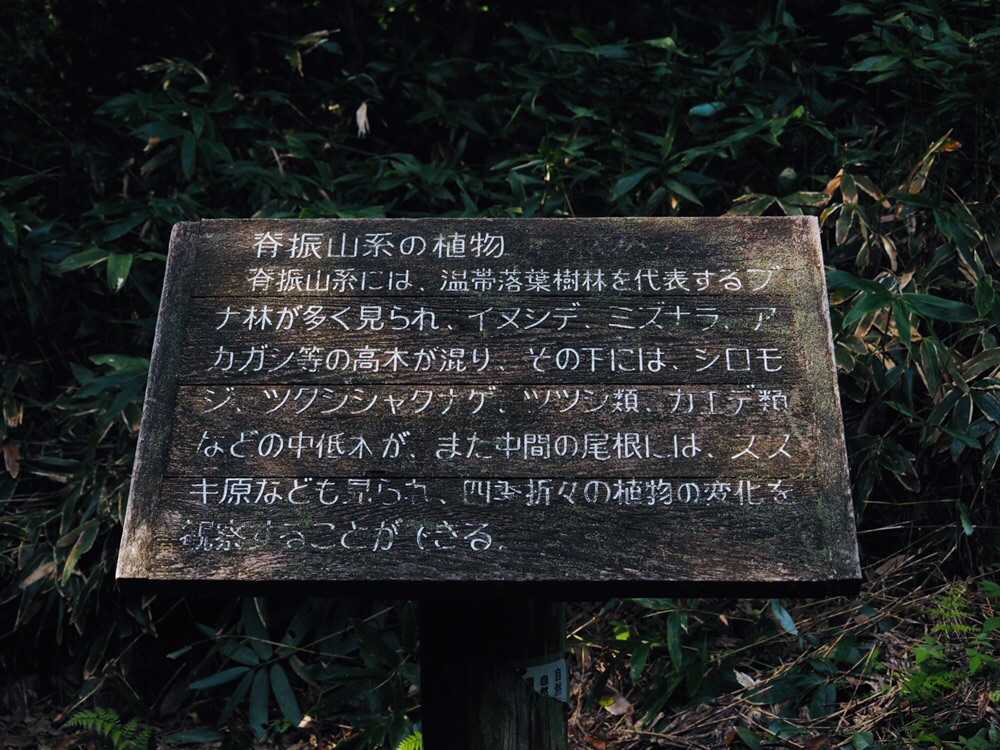 脊振山系の植物
脊振山系には、温帯落葉樹林を代表するブ
ナ林が多く見られ、イヌシデ、ミズナラ、ア
カガシ等の高木が混り、その下には、シロモ
ジ、ツクシシャクナゲ、ツツジ類、カエデ類
などの中低木が、また中間の尾根には、スス
キ原なども見られ、四季折々の植物の変化を
観察することができる。
自然